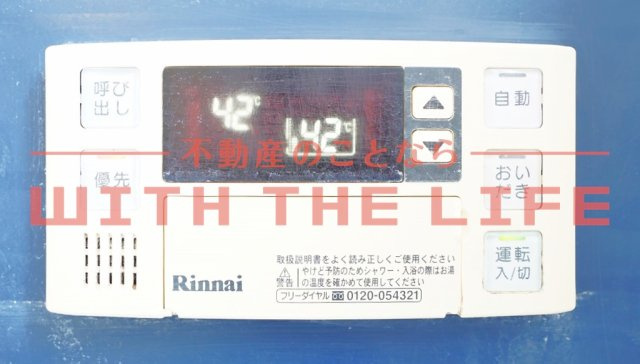 呼び
出し
優先
42℃
42℃
自動
おい
だき
運転
入/切
不動産のことなら
WITH THE LIFE
Rinnai
取扱説明書をよく読み正しくご使用ください
警告
やけど予防のためシャワー・入浴の際はお湯
の温度を確かめて使用してください
フリーダイヤル 0120-054321